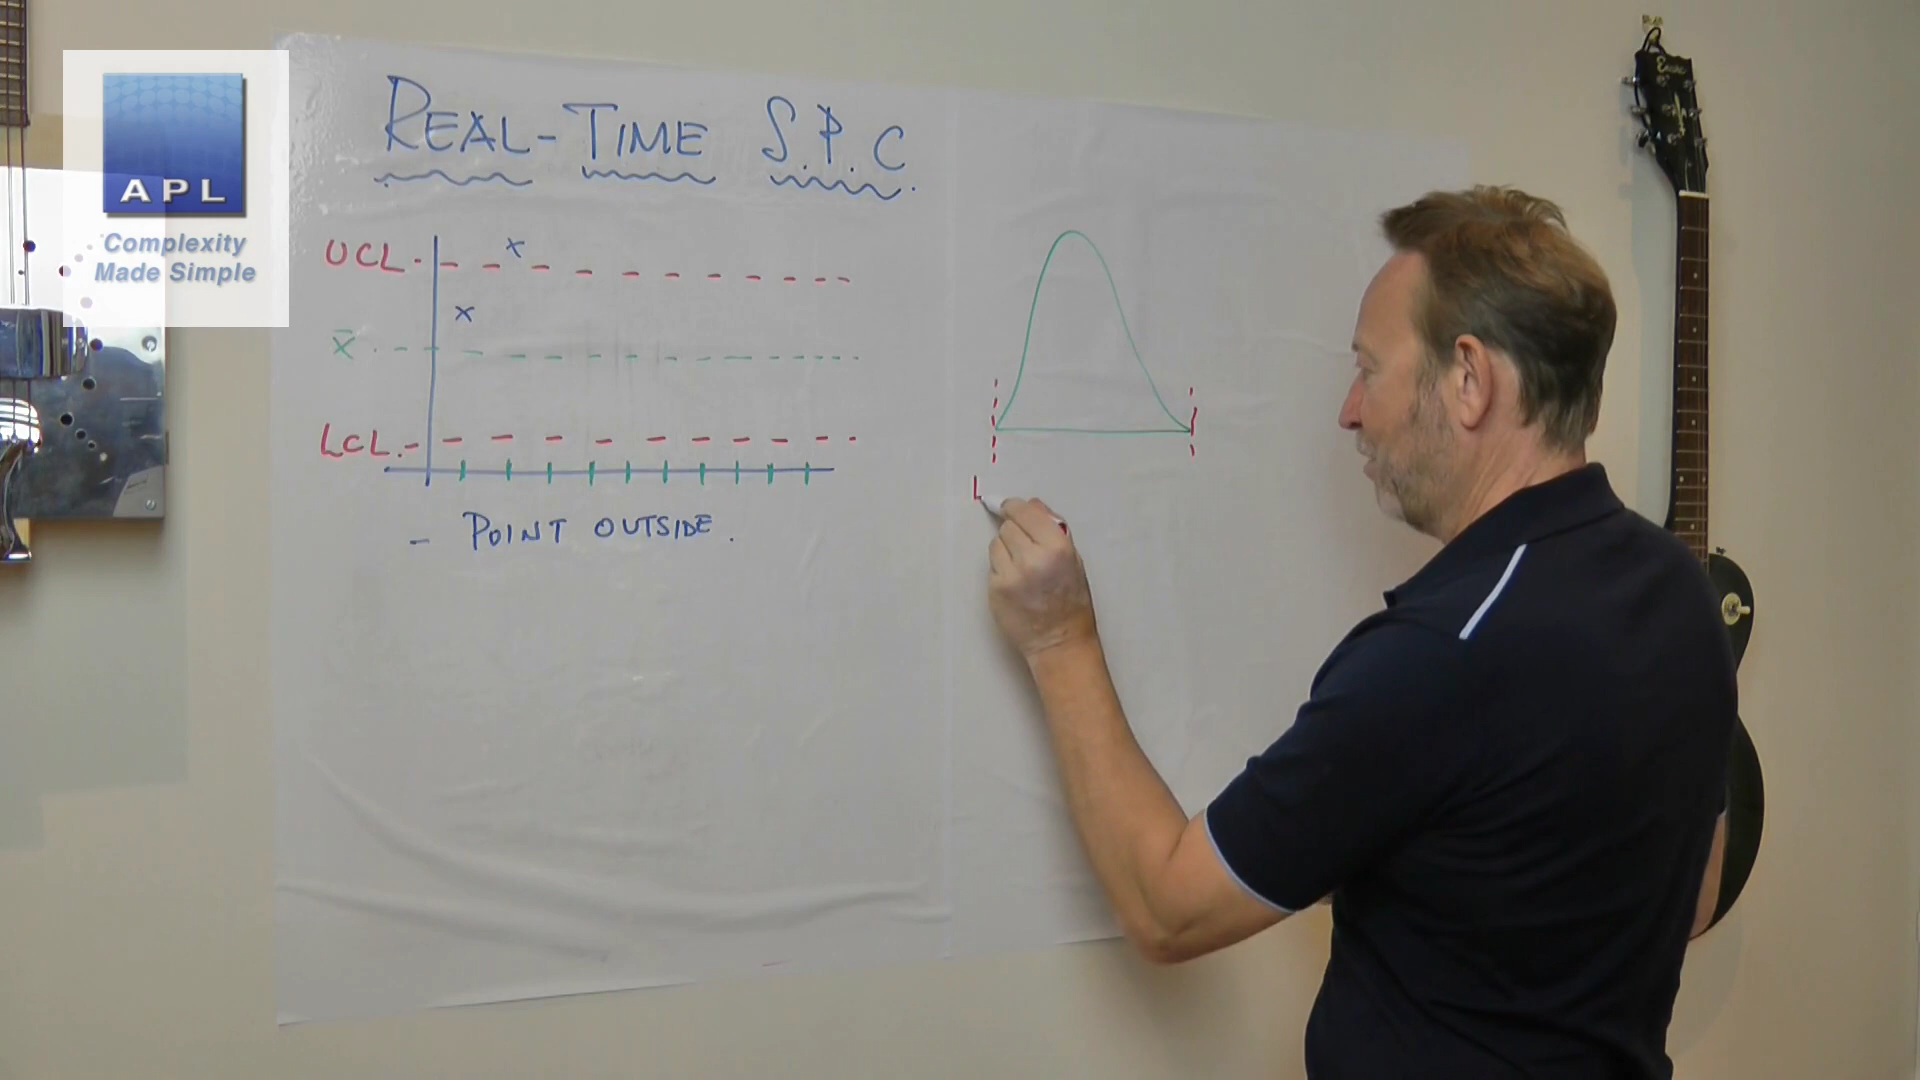 APL
Complexity
Made Simple
REAL-TIME S.P.C
UCL
x
x
X̄
LCL
- POINT OUTSIDE.
L